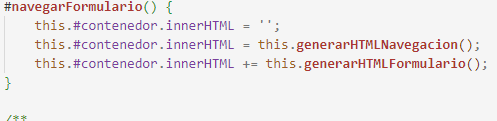 #navegarFormulario() {
    this.#contenedor.innerHTML = '';
    this.#contenedor.innerHTML = this.generarHTMLNavegacion();
    this.#contenedor.innerHTML += this.generarHTMLFormulario();
}
/**